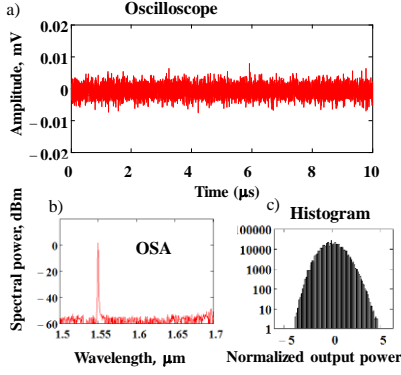 a) Oscilloscope
Amplitude, mV
0.02
0.01
0
−0.01
−0.02
0 2 4 6 8 10
Time (μs)
b)
Spectral power, dBm
OSA
0
−20
−40
−60
1.5 1.55 1.6 1.65 1.7
Wavelength, μm
c)
Histogram
100000
10000
1000
100
10
1
−5 0 5
Normalized output power